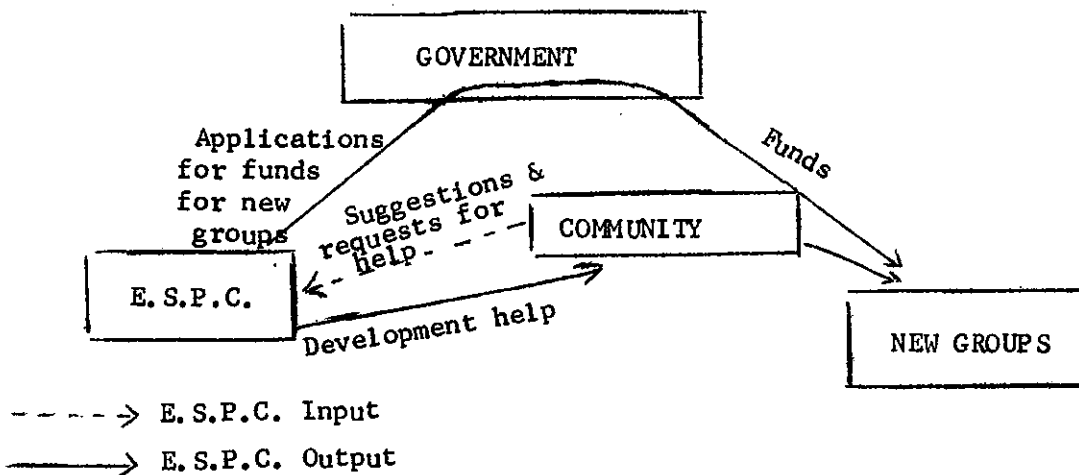 GOVERNMENT
Applications
for funds
for new
groups
Funds
Suggestions &
requests for
help
COMMUNITY
E.S.P.C.
Development help
NEW GROUPS
E.S.P.C. Input
E.S.P.C. Output